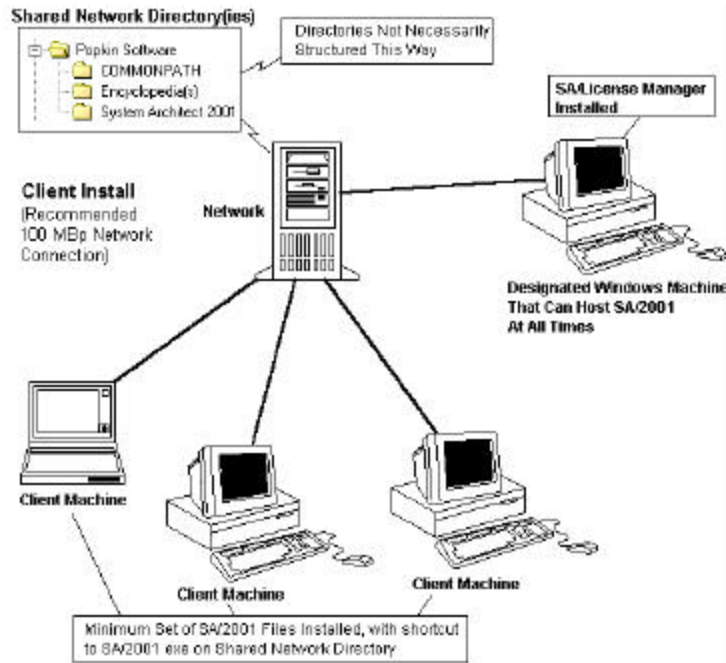 Shared Network Directory(ies)
Popkin Software
COMMONPATH
Encyclopedia(s)
System Architect 2001
Directories Not Necessarily
Structured This Way
SA/License Manager
Installed
Client Install
(Recommended
100 MBp Network
Connection)
Network
Designated Windows Machine
That Can Host SA/2001
At All Times
Client Machine
Client Machine
Client Machine
Minimum Set of SA/2001 Files Installed, with shortcut
to SA/2001 exe on Shared Network Directory